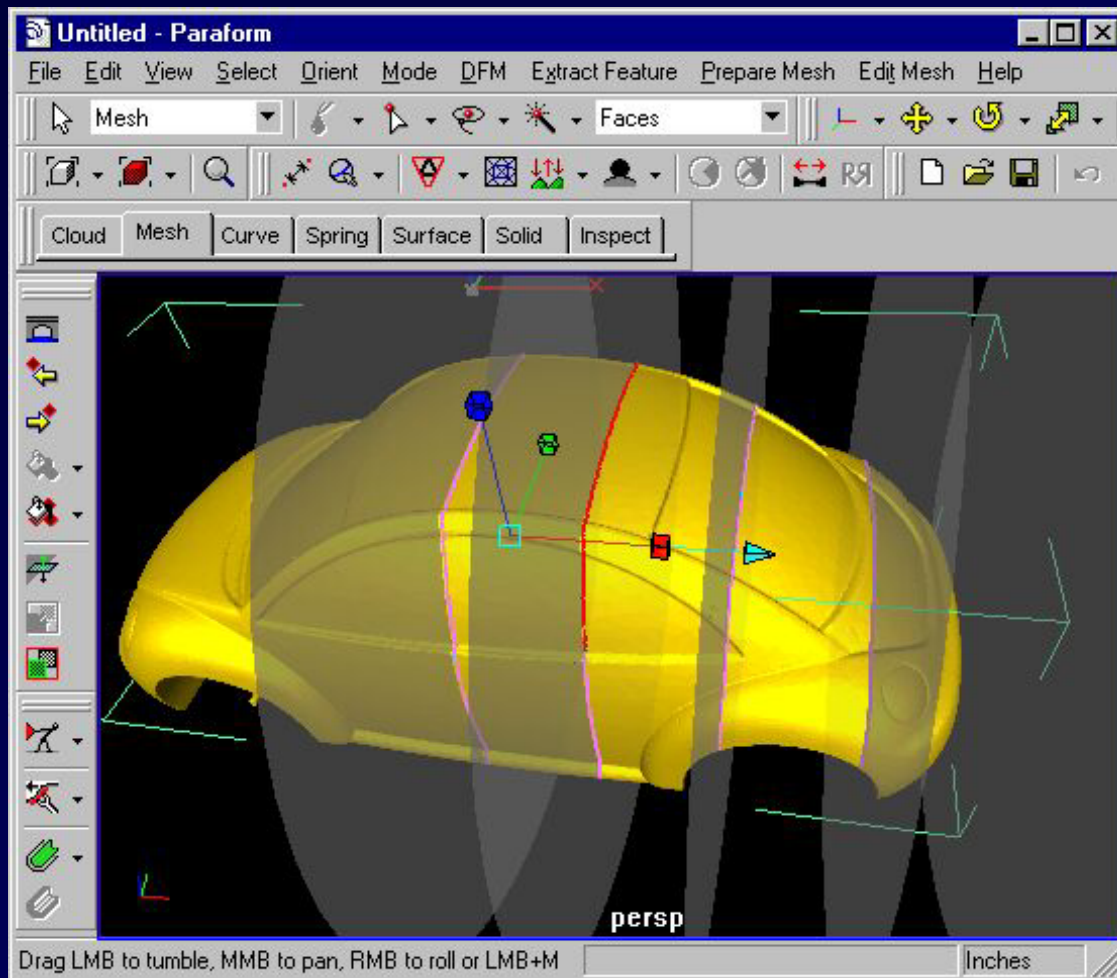 Untitled - Paraform
File Edit View Select Orient Mode DFM Extract Feature Prepare Mesh Edit Mesh Help
Mesh Faces
Cloud Mesh Curve Spring Surface Solid Inspect
persp
Drag LMB to tumble, MMB to pan, RMB to roll or LMB+M Inches